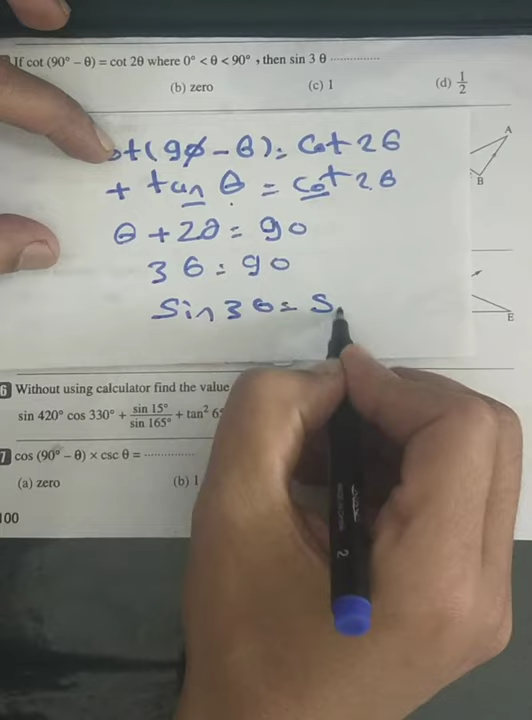 If cot (90° – θ) = cot 2θ where 0° < θ < 90° , then sin 3 θ ..............
(b) zero (c) 1 (d) 1/2
ot(90 - θ) = Cot 2θ
+ tan θ = Cot 2θ
θ + 2θ = 90
3θ = 90
Sin 3θ = S
A
B
E
6 Without using calculator find the value
sin 420° cos 330° + sin 15° / sin 165° + tan² 6
7 cos (90° – θ) × csc θ = ..............
(a) zero (b) 1
100